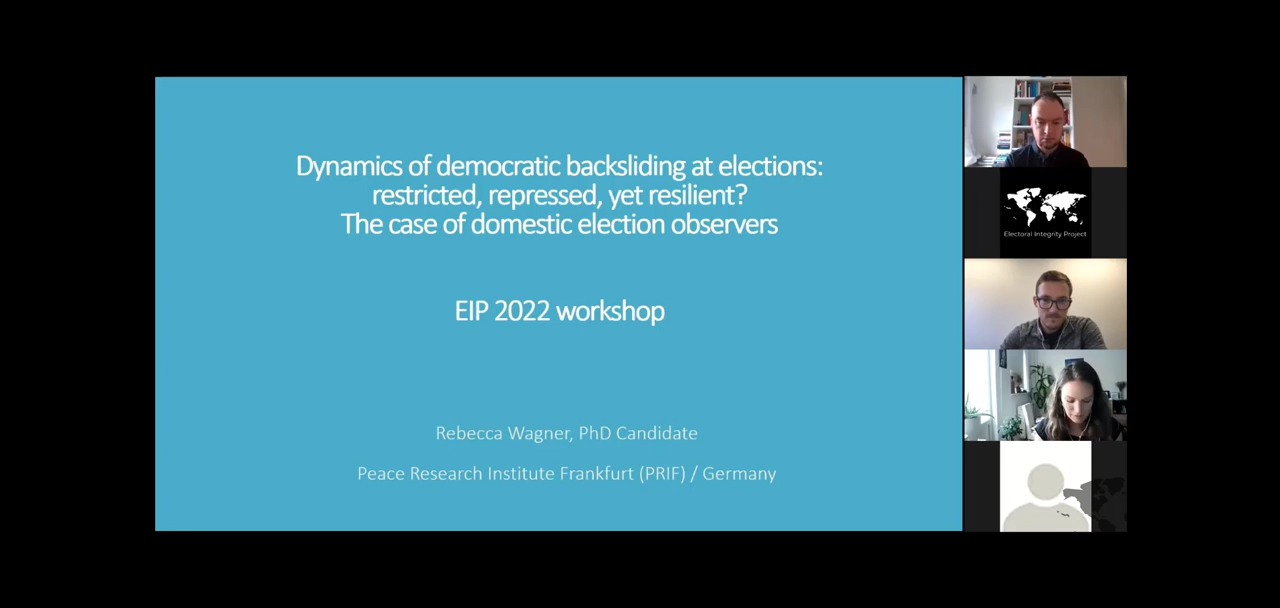 Dynamics of democratic backsliding at elections:
restricted, repressed, yet resilient?
The case of domestic election observers
EIP 2022 workshop
Rebecca Wagner, PhD Candidate
Peace Research Institute Frankfurt (PRIF) / Germany
Electoral Integrity Project